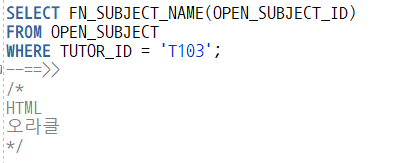 SELECT FN_SUBJECT_NAME(OPEN_SUBJECT_ID)
FROM OPEN_SUBJECT
WHERE TUTOR_ID = 'T103';
--==>>
/*
HTML
오라클
*/